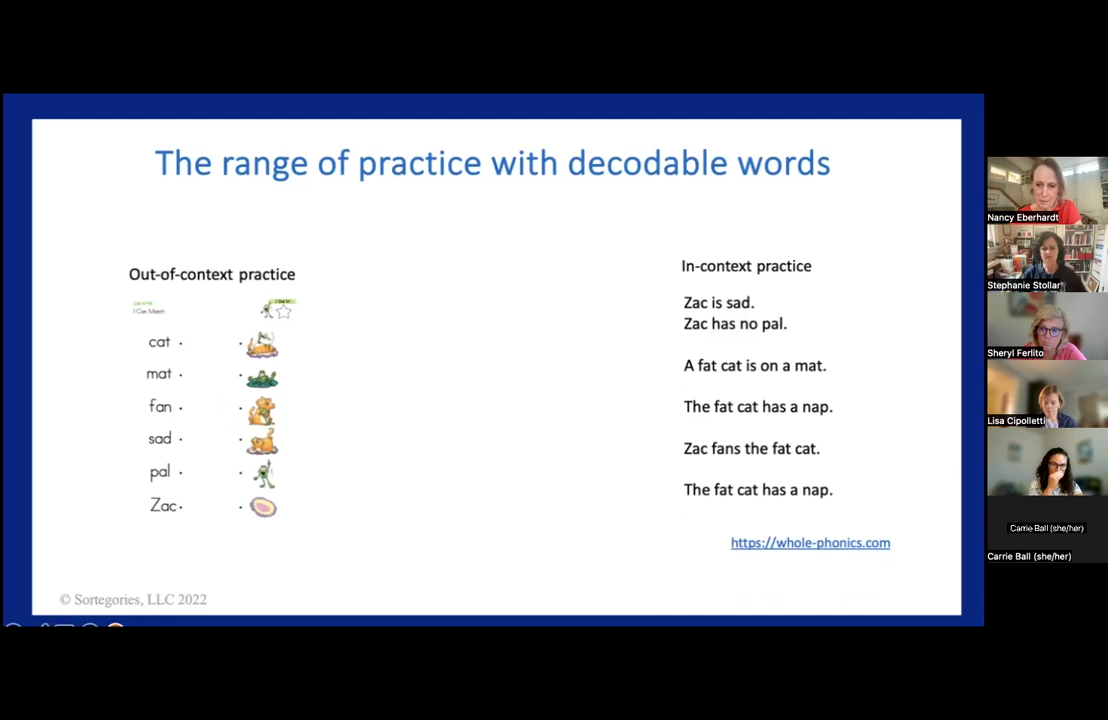 The range of practice with decodable words
Out-of-context practice
I Can Match
cat
mat
fan
sad
pal
Zac
In-context practice
Zac is sad.
Zac has no pal.
A fat cat is on a mat.
The fat cat has a nap.
Zac fans the fat cat.
The fat cat has a nap.
https://whole-phonics.com
© Sortegories, LLC 2022
Nancy Eberhardt
Stephanie Stollar
Sheryl Ferlito
Lisa Cipolletti
Carrie Ball (she/her)
Carrie Ball (she/her)